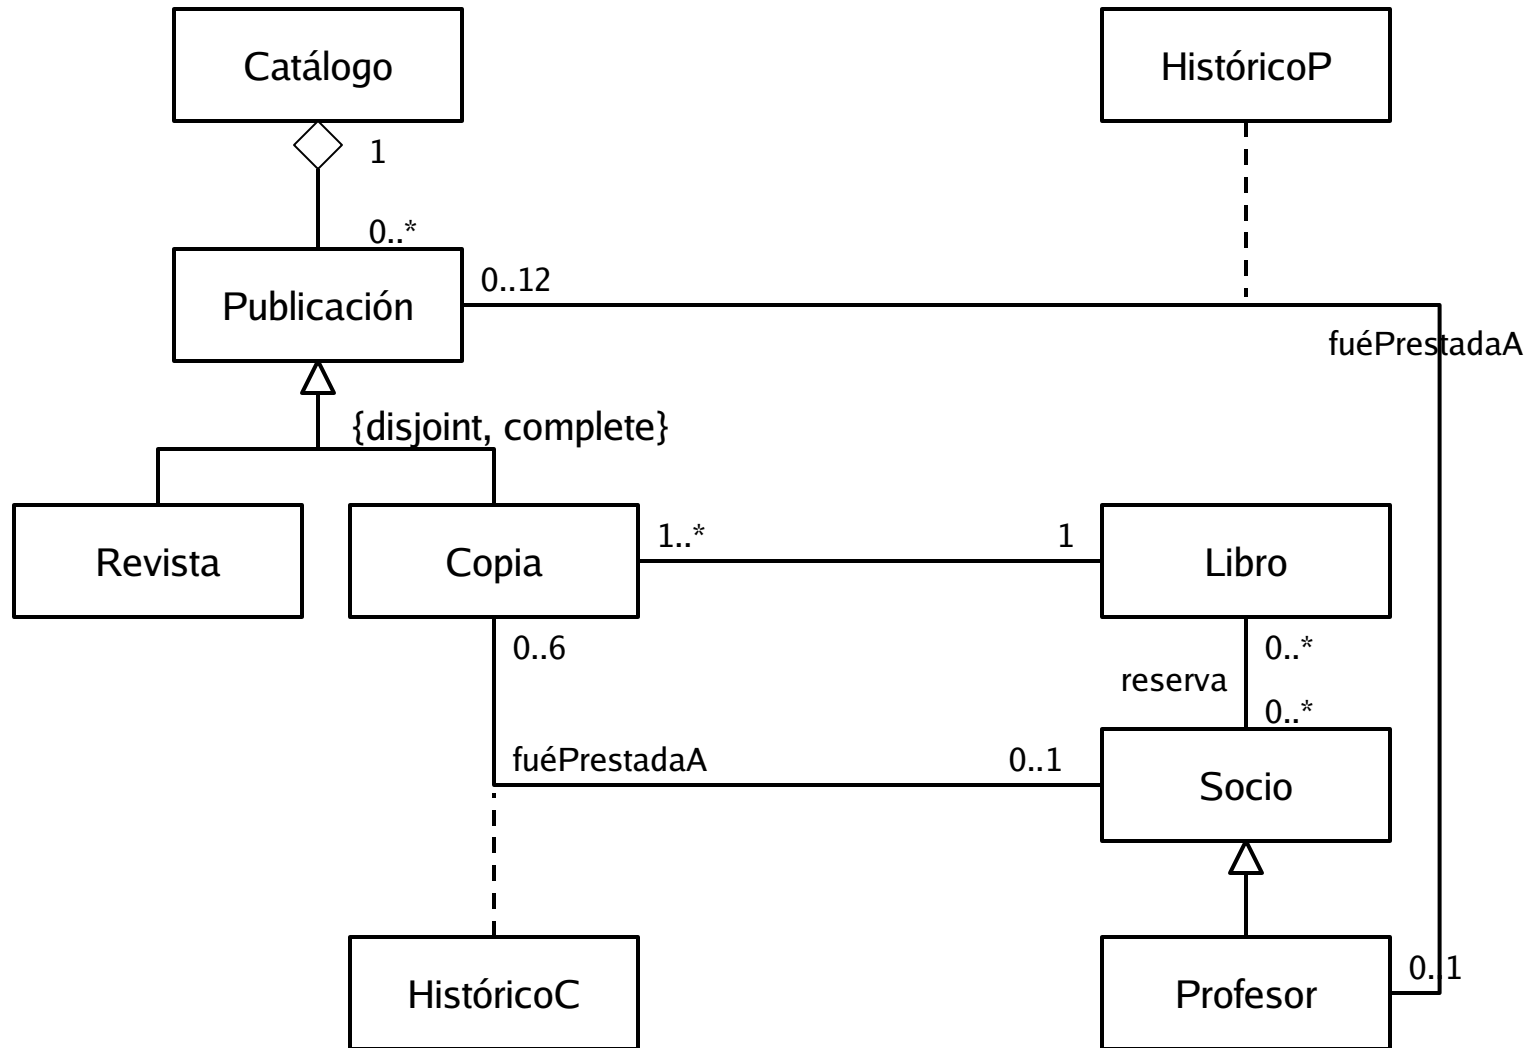 Catálogo
HistóricoP
1
0..*
0..12
Publicación
fuéPrestadaA
{disjoint, complete}
Revista
Copia
1..*
1
Libro
0..6
0..*
reserva
0..*
fuéPrestadaA
0..1
Socio
0..1
HistóricoC
Profesor